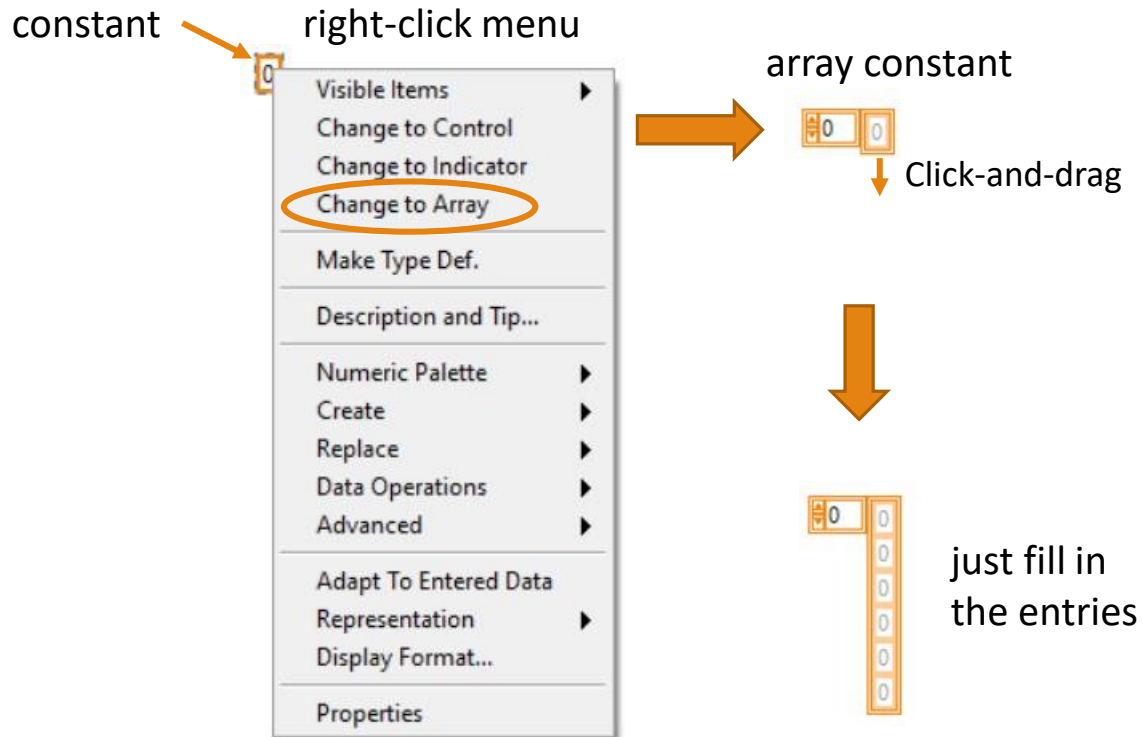 constant
right-click menu
0
Visible Items
Change to Control
Change to Indicator
Change to Array
Make Type Def.
Description and Tip...
Numeric Palette
Create
Replace
Data Operations
Advanced
Adapt To Entered Data
Representation
Display Format...
Properties
array constant
0 0
Click-and-drag
0 0
0
0
0
0
0
just fill in
the entries